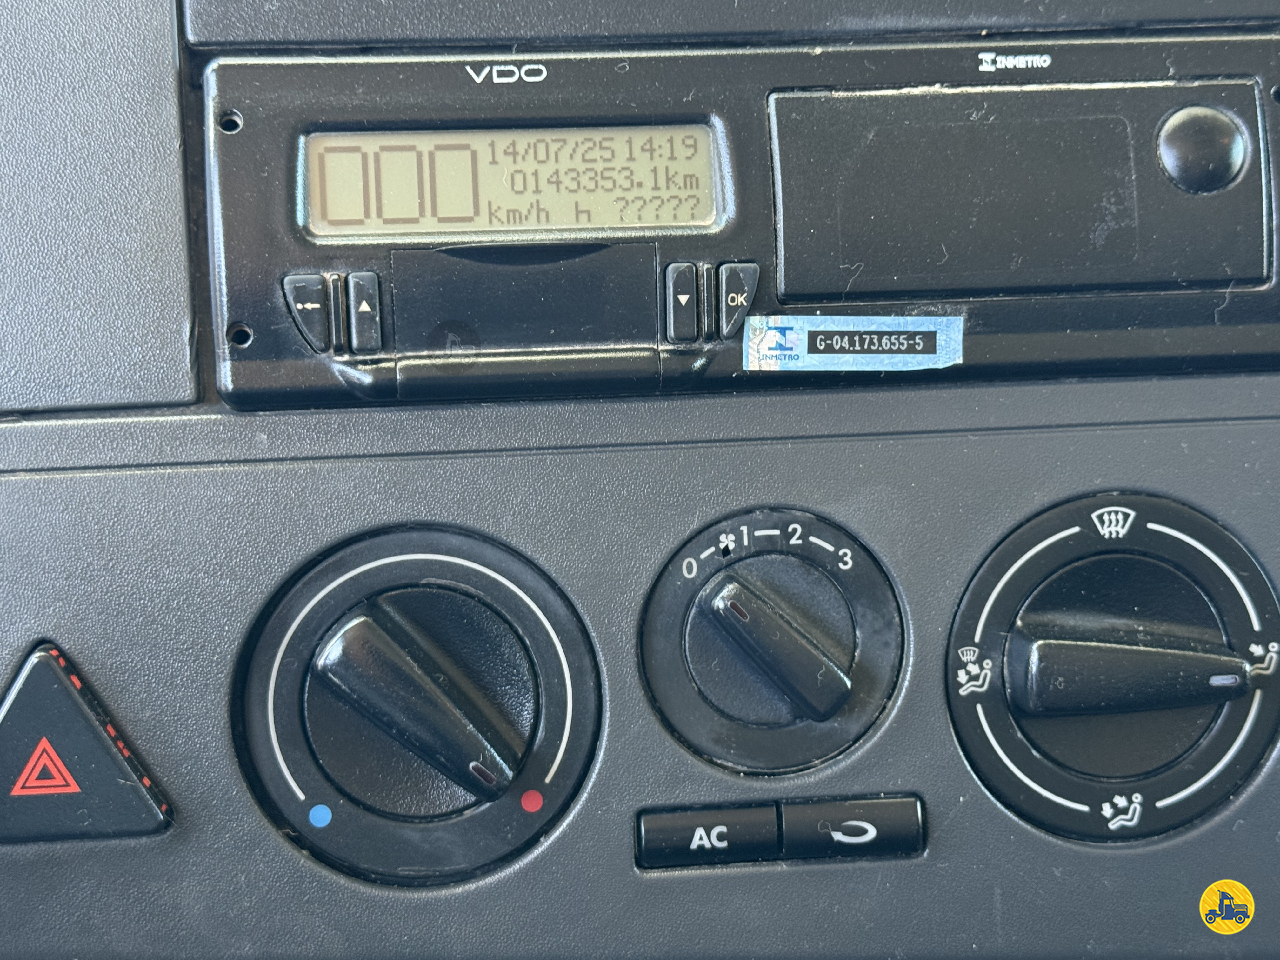 VDO
INMETRO
000 14/07/25 14:19
0143353.1km
km/h h ?????
OK
INMETRO
G-04.173.655-5
0 1 2 3
AC